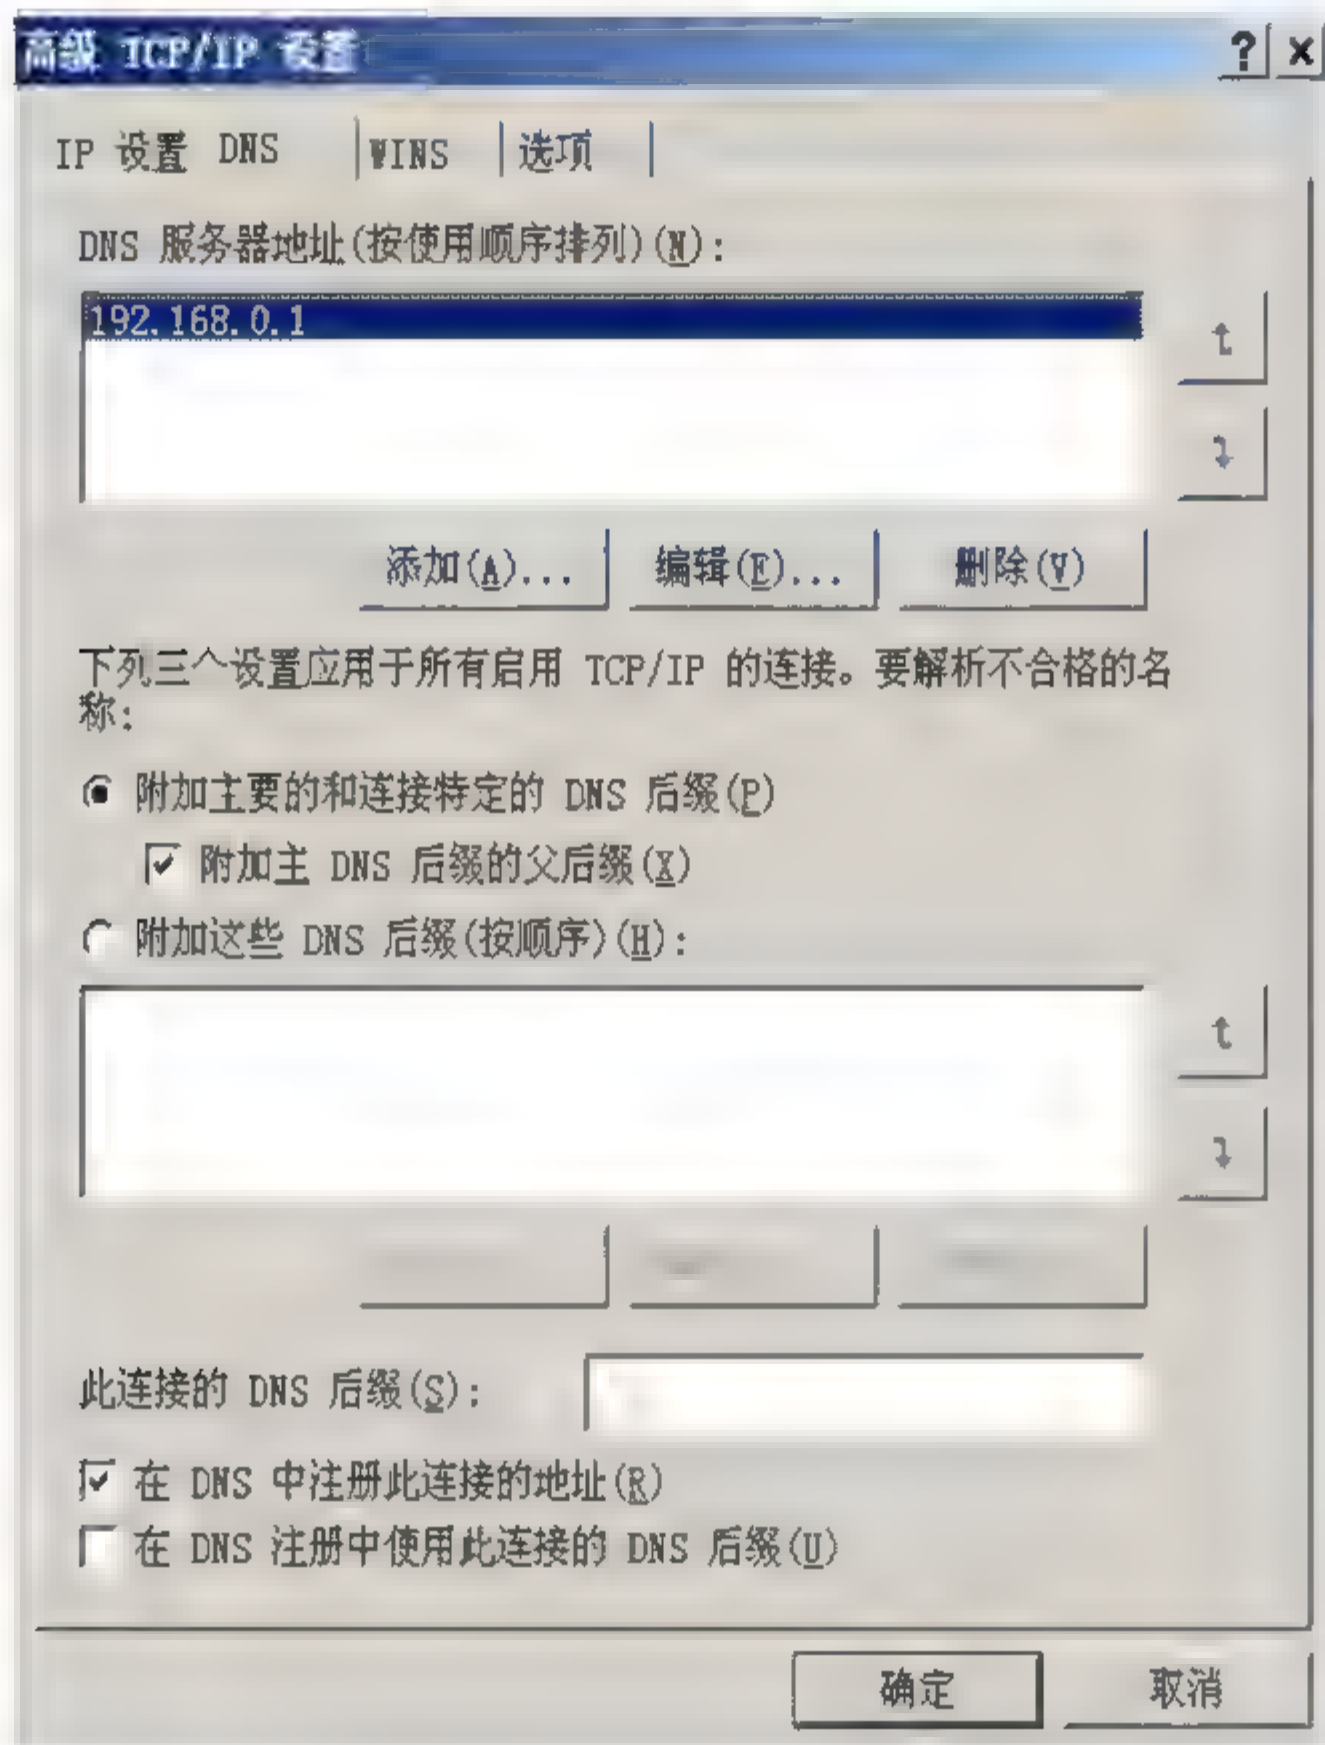 高级 TCP/IP 设置 ? ×
IP 设置 DNS WINS 选项
DNS 服务器地址(按使用顺序排列)(N):
192.168.0.1
添加(A)... 编辑(E)... 删除(V)
下列三个设置应用于所有启用 TCP/IP 的连接。要解析不合格的名
称:
附加主要的和连接特定的 DNS 后缀(P)
附加主 DNS 后缀的父后缀(X)
附加这些 DNS 后缀(按顺序)(H):
此连接的 DNS 后缀(S):
在 DNS 中注册此连接的地址(R)
在 DNS 注册中使用此连接的 DNS 后缀(U)
确定 取消